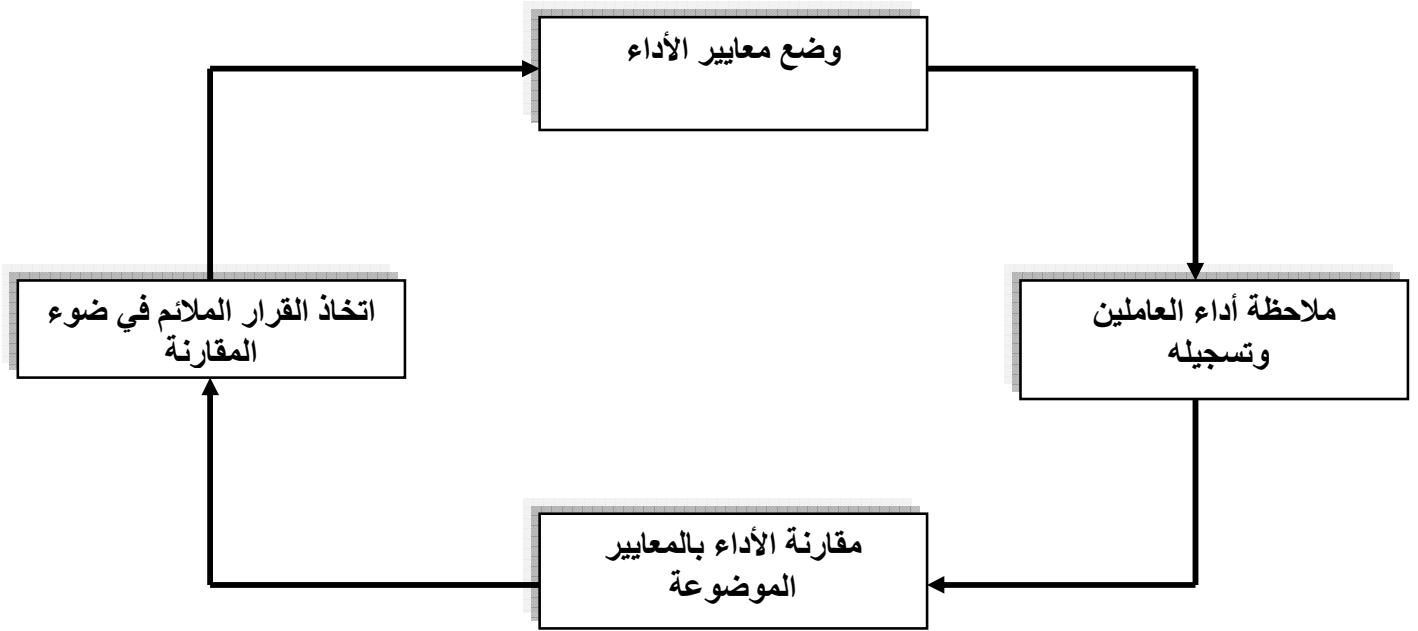 وضع معايير الأداء
ملاحظة أداء العاملين
وتسجيله
مقارنة الأداء بالمعايير
الموضوعة
اتخاذ القرار الملائم في ضوء
المقارنة